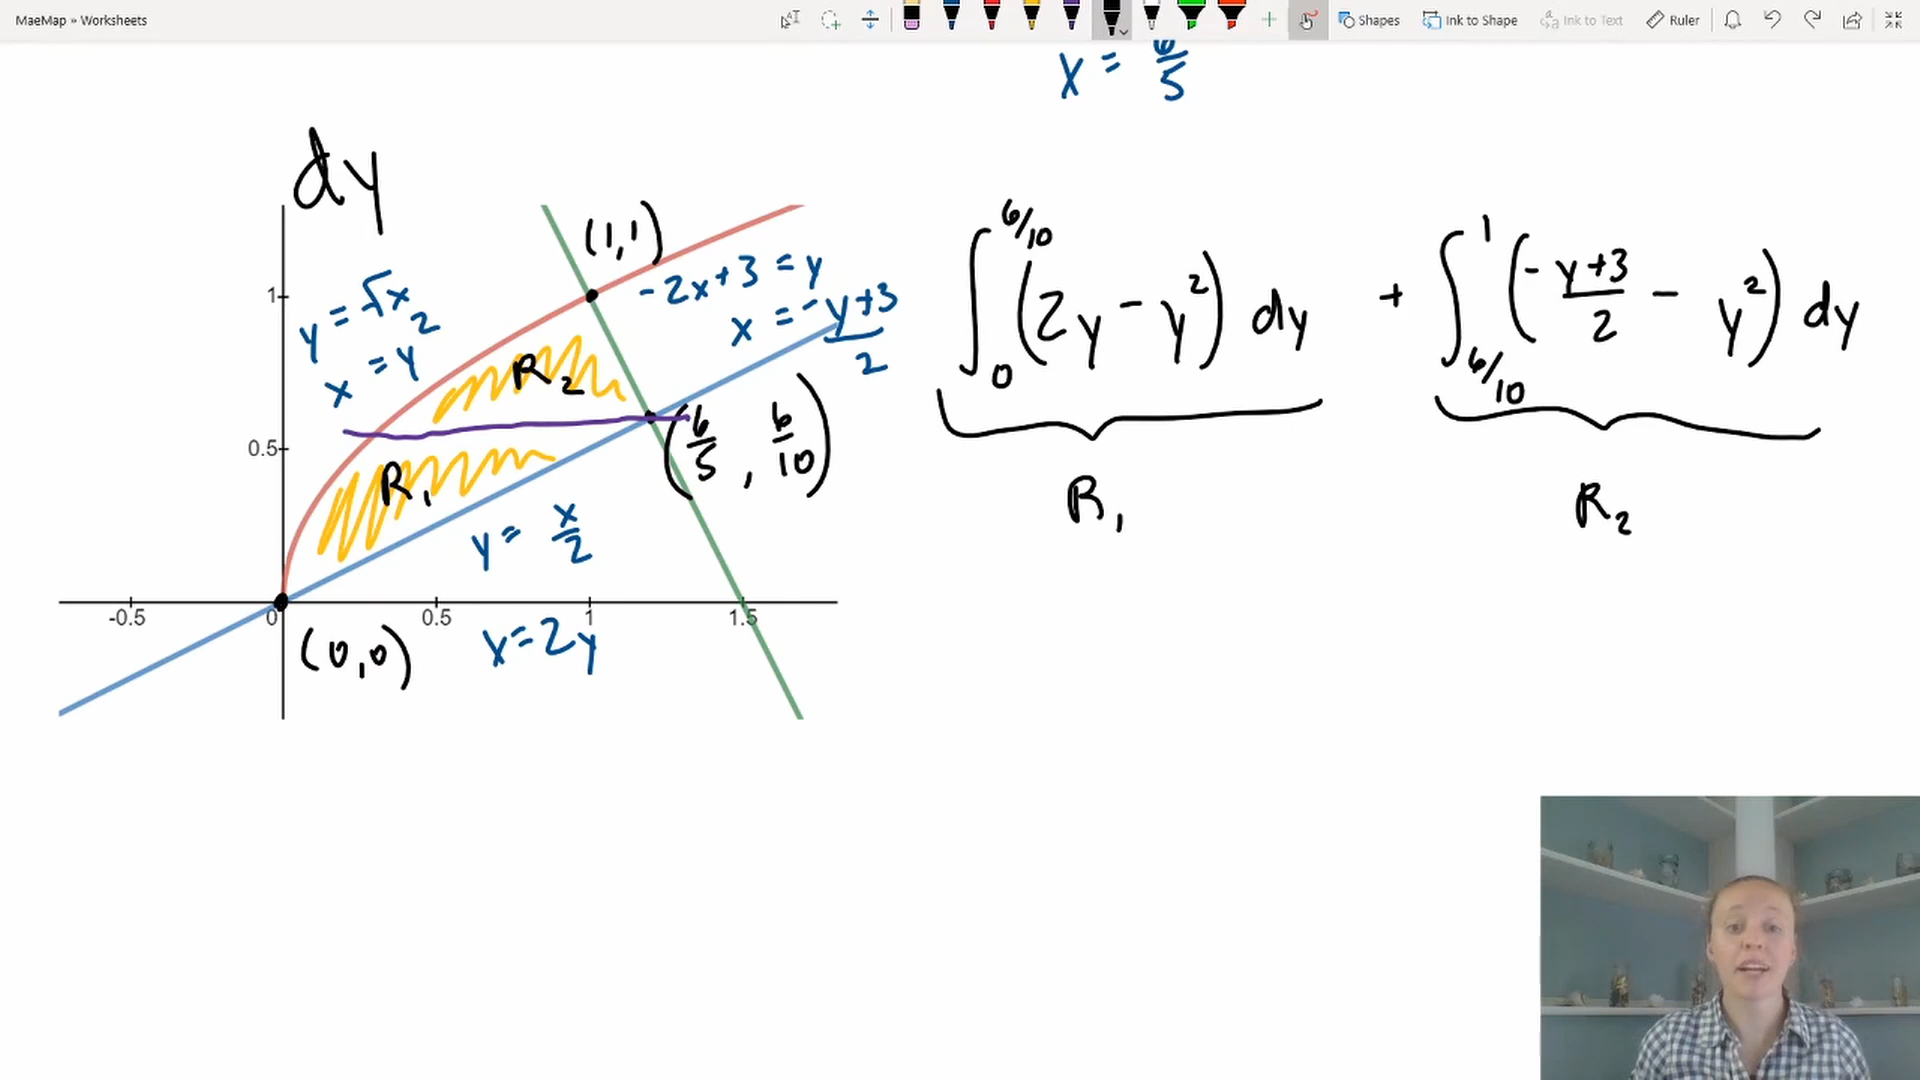 MaeMap » Worksheets
Shapes
Ink to Shape
Ink to Text
Ruler
x = 6/5
dy
(1,1)
-2x+3 = y
x = \frac{-y+3}{2}
y = √x
x = y²
1
0.5
R₂
R₁
(6/5, 6/10)
y = x/2
-0.5 0 0.5 1 1.5
(0,0)
x = 2y
∫₀^{6/10} (2y - y²) dy + ∫_{6/10}^{1} (\frac{-y+3}{2} - y²) dy
R₁ R₂